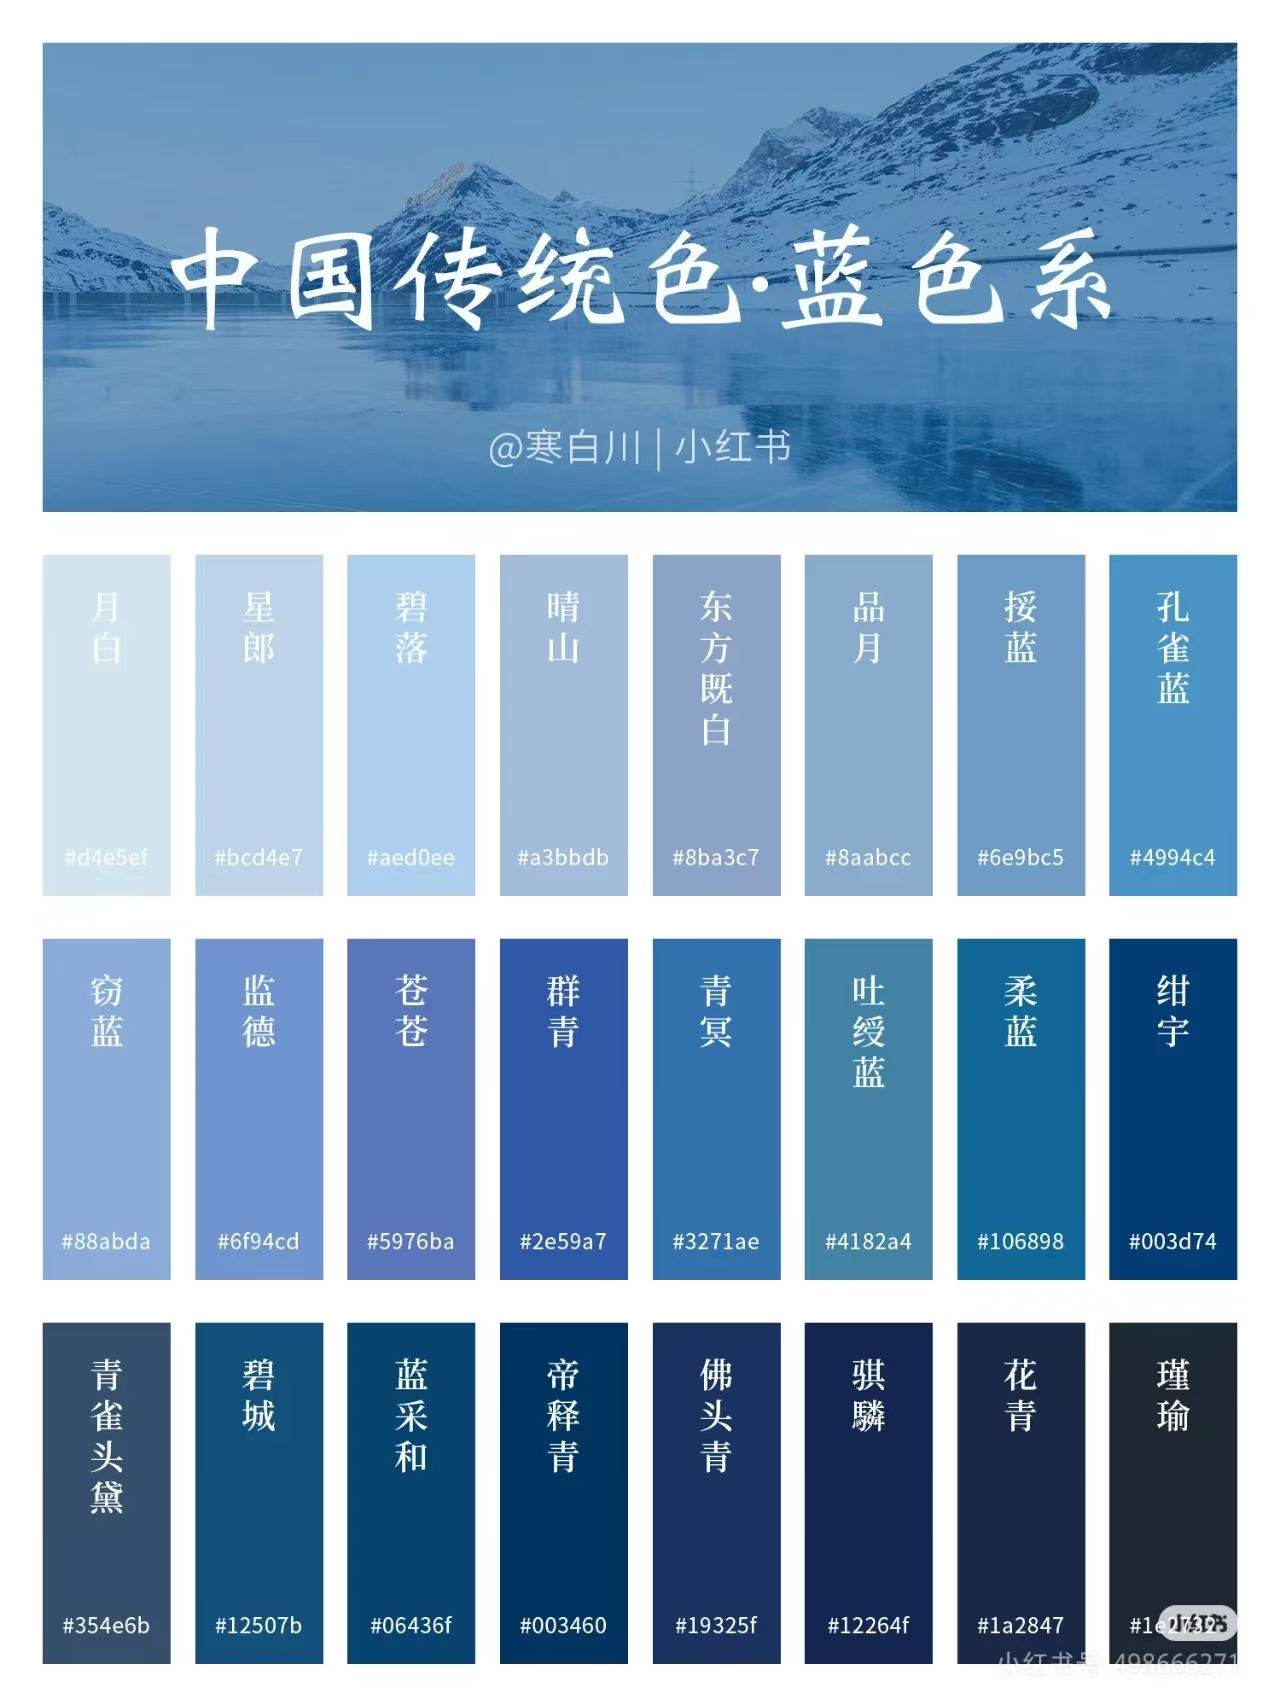 中国传统色·蓝色系
@寒白川 | 小红书
月白
星郎
碧落
晴山
东方既白
品月
挼蓝
孔雀蓝
#d4e5ef
#bcd4e7
#aed0ee
#a3bbdb
#8ba3c7
#8aabcc
#6e9bc5
#4994c4
窃蓝
监德
苍苍
群青
青冥
吐绶蓝
柔蓝
绀宇
#88abda
#6f94cd
#5976ba
#2e59a7
#3271ae
#4182a4
#106898
#003d74
青雀头黛
碧城
蓝采和
帝释青
佛头青
骐驎
花青
瑾瑜
#354e6b
#12507b
#06436f
#003460
#19325f
#12264f
#1a2847
小红书
小红书号 498666271